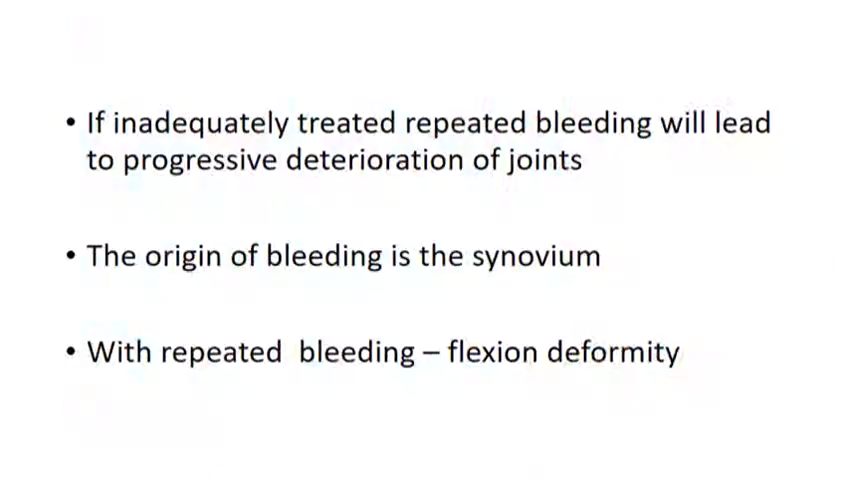 • If inadequately treated repeated bleeding will lead
to progressive deterioration of joints
• The origin of bleeding is the synovium
• With repeated  bleeding – flexion deformity